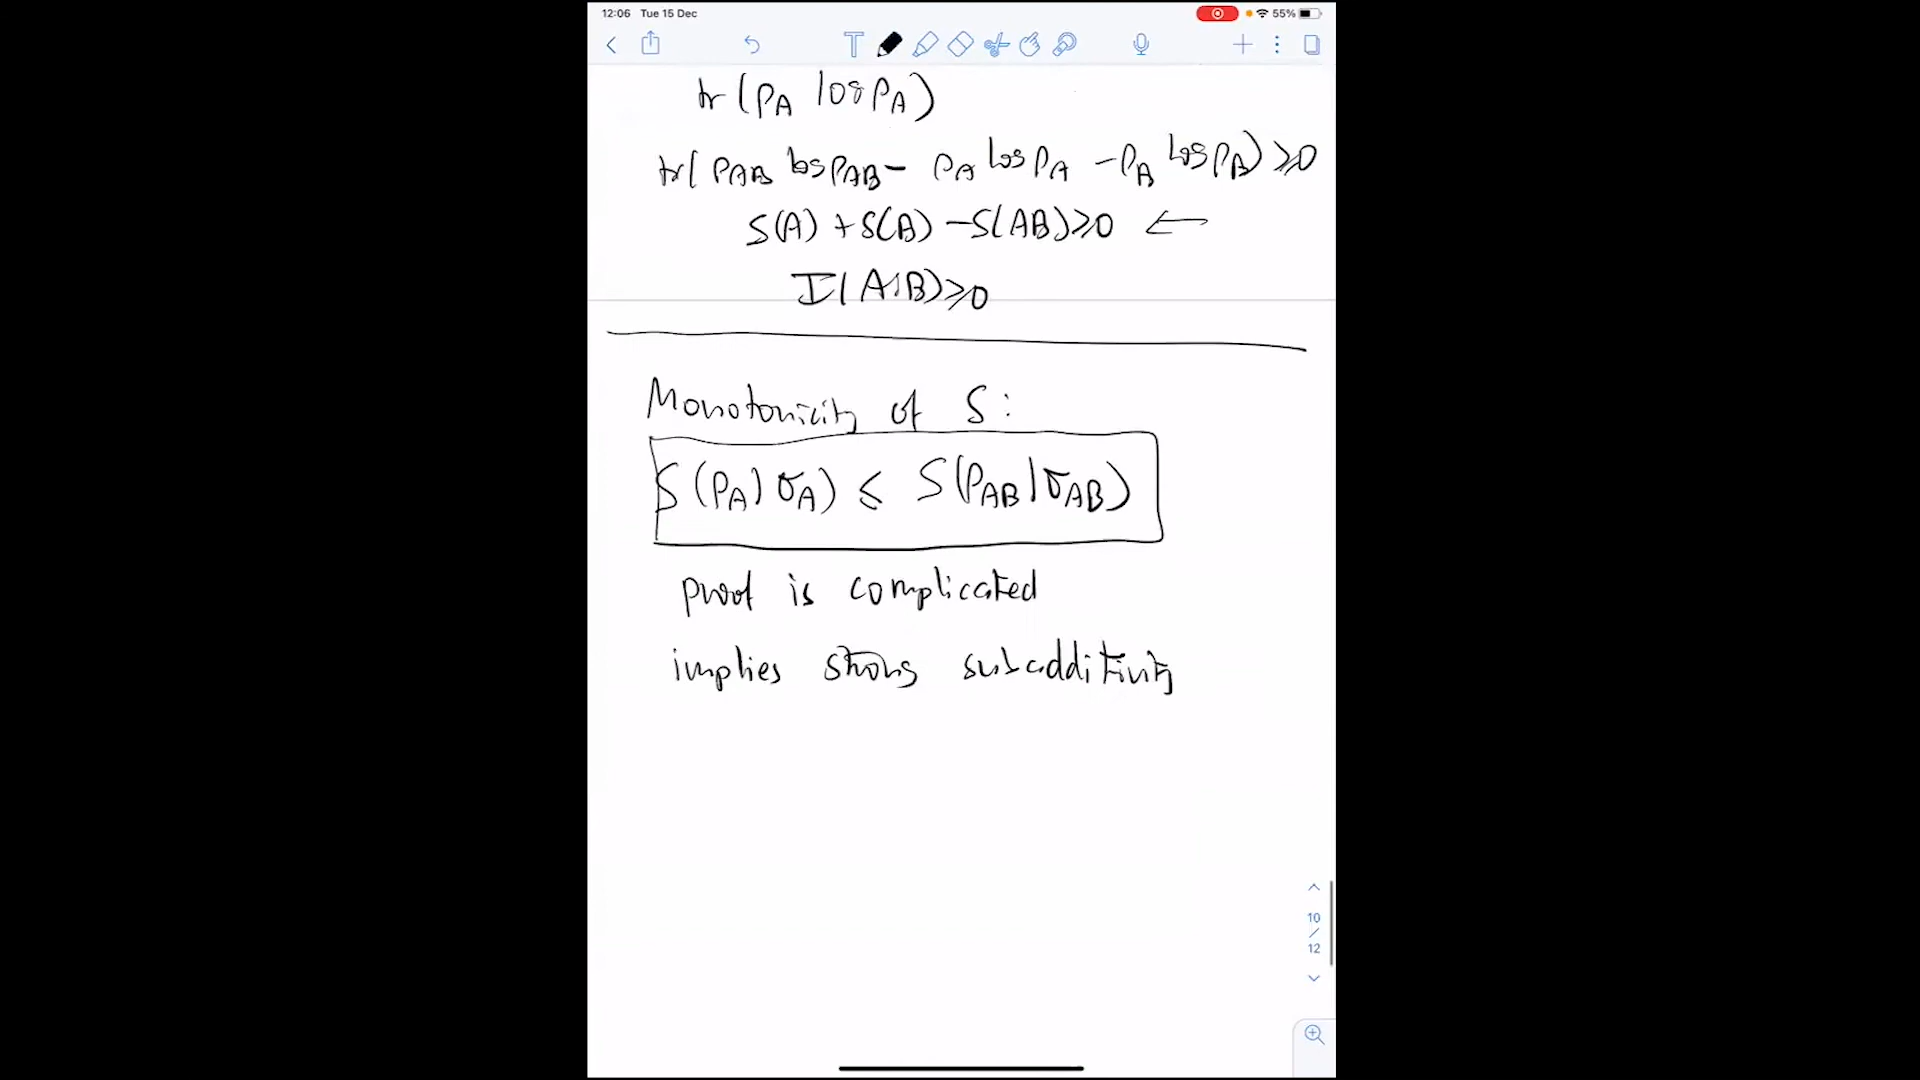 12:06 Tue 15 Dec 55%
tr(ρA log ρA)
tr(ρAB log ρAB - ρA log ρA - ρB log ρB) ≥ 0
S(A) + S(B) - S(AB) ≥ 0 ←
I(A|B) ≥ 0
Monotonicity of S:
S(ρA|σA) ≤ S(ρAB|σAB)
proof is complicated
implies strong subadditivity
10
/
12